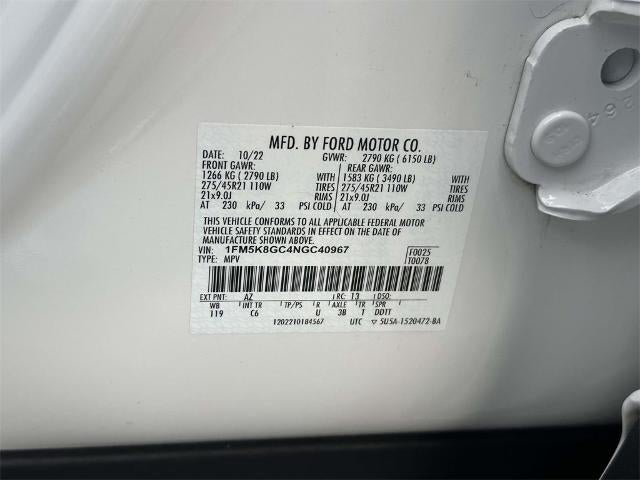 MFD. BY FORD MOTOR CO.
DATE: 10/22 GVWR: 2790 KG ( 6150 LB)
FRONT GAWR: REAR GAWR:
1266 KG ( 2790 LB) WITH 1583 KG ( 3490 LB) WITH
275/45R21 110W TIRES 275/45R21 110W TIRES
21x9.0J RIMS 21x9.0J RIMS
AT 230 kPa/ 33 PSI COLD AT 230 kPa/ 33 PSI COLD
THIS VEHICLE CONFORMS TO ALL APPLICABLE FEDERAL MOTOR
VEHICLE SAFETY STANDARDS IN EFFECT ON THE DATE OF
MANUFACTURE SHOWN ABOVE.
VIN: 1FM5K8GC4NGC40967 F0025
TYPE: MPV T0078
EXT PNT: AZ RC: 13 DSO:
WB INT TR TP/PS R AXLE TR SPR
119 C6 U 3B T DDTT
1202210184567 UTC 5U5A-1520472-BA
264